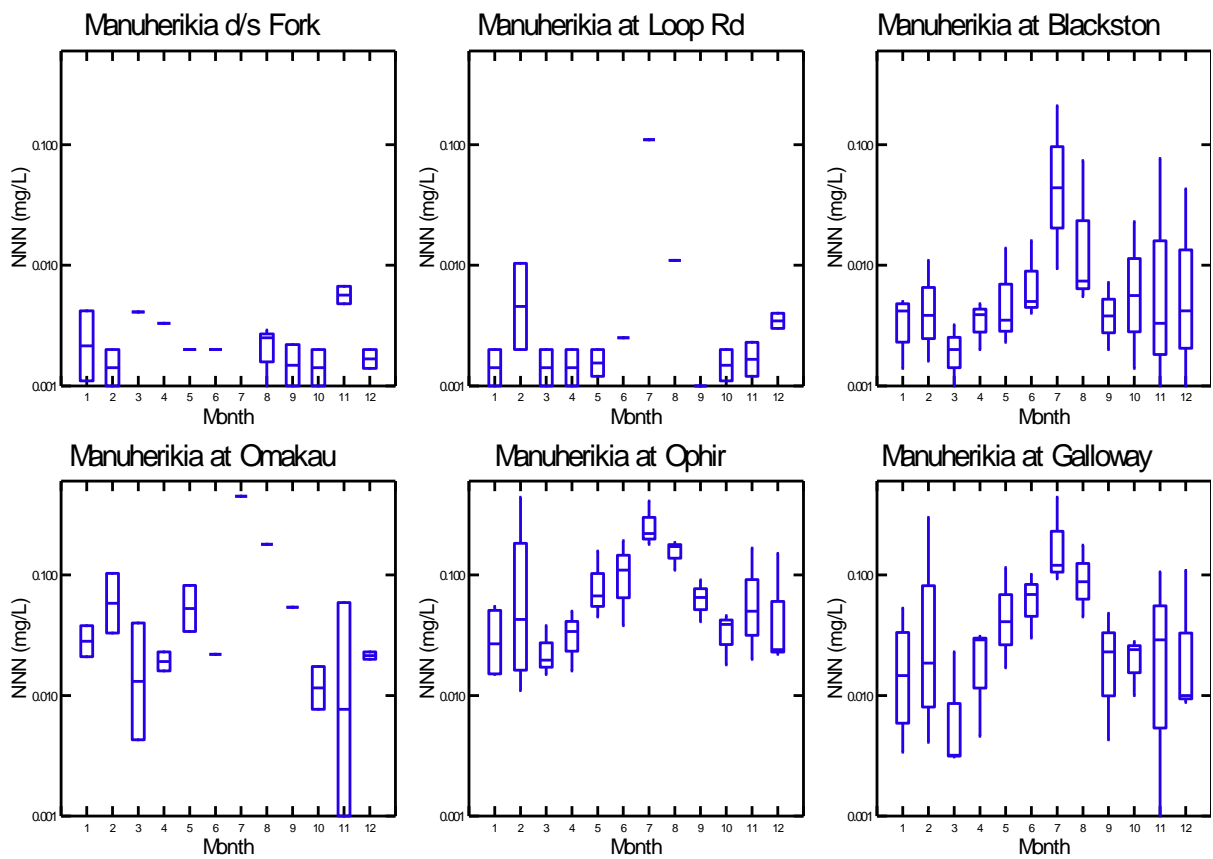 Manuherikia d/s Fork
NNN (mg/L)
0.100
0.010
0.001
1 2 3 4 5 6 7 8 9 10 11 12
Month
Manuherikia at Loop Rd
NNN (mg/L)
0.100
0.010
0.001
1 2 3 4 5 6 7 8 9 10 11 12
Month
Manuherikia at Blackston
NNN (mg/L)
0.100
0.010
0.001
1 2 3 4 5 6 7 8 9 10 11 12
Month
Manuherikia at Omakau
NNN (mg/L)
0.100
0.010
0.001
1 2 3 4 5 6 7 8 9 10 11 12
Month
Manuherikia at Ophir
NNN (mg/L)
0.100
0.010
0.001
1 2 3 4 5 6 7 8 9 10 11 12
Month
Manuherikia at Galloway
NNN (mg/L)
0.100
0.010
0.001
1 2 3 4 5 6 7 8 9 10 11 12
Month